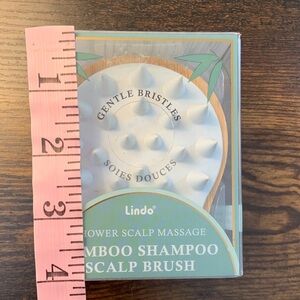 1
2
3
4
GENTLE BRISTLES
SOIES DOUCES
Lindo®
OWER SCALP MASSAGE
MBOO SHAMPOO
SCALP BRUSH